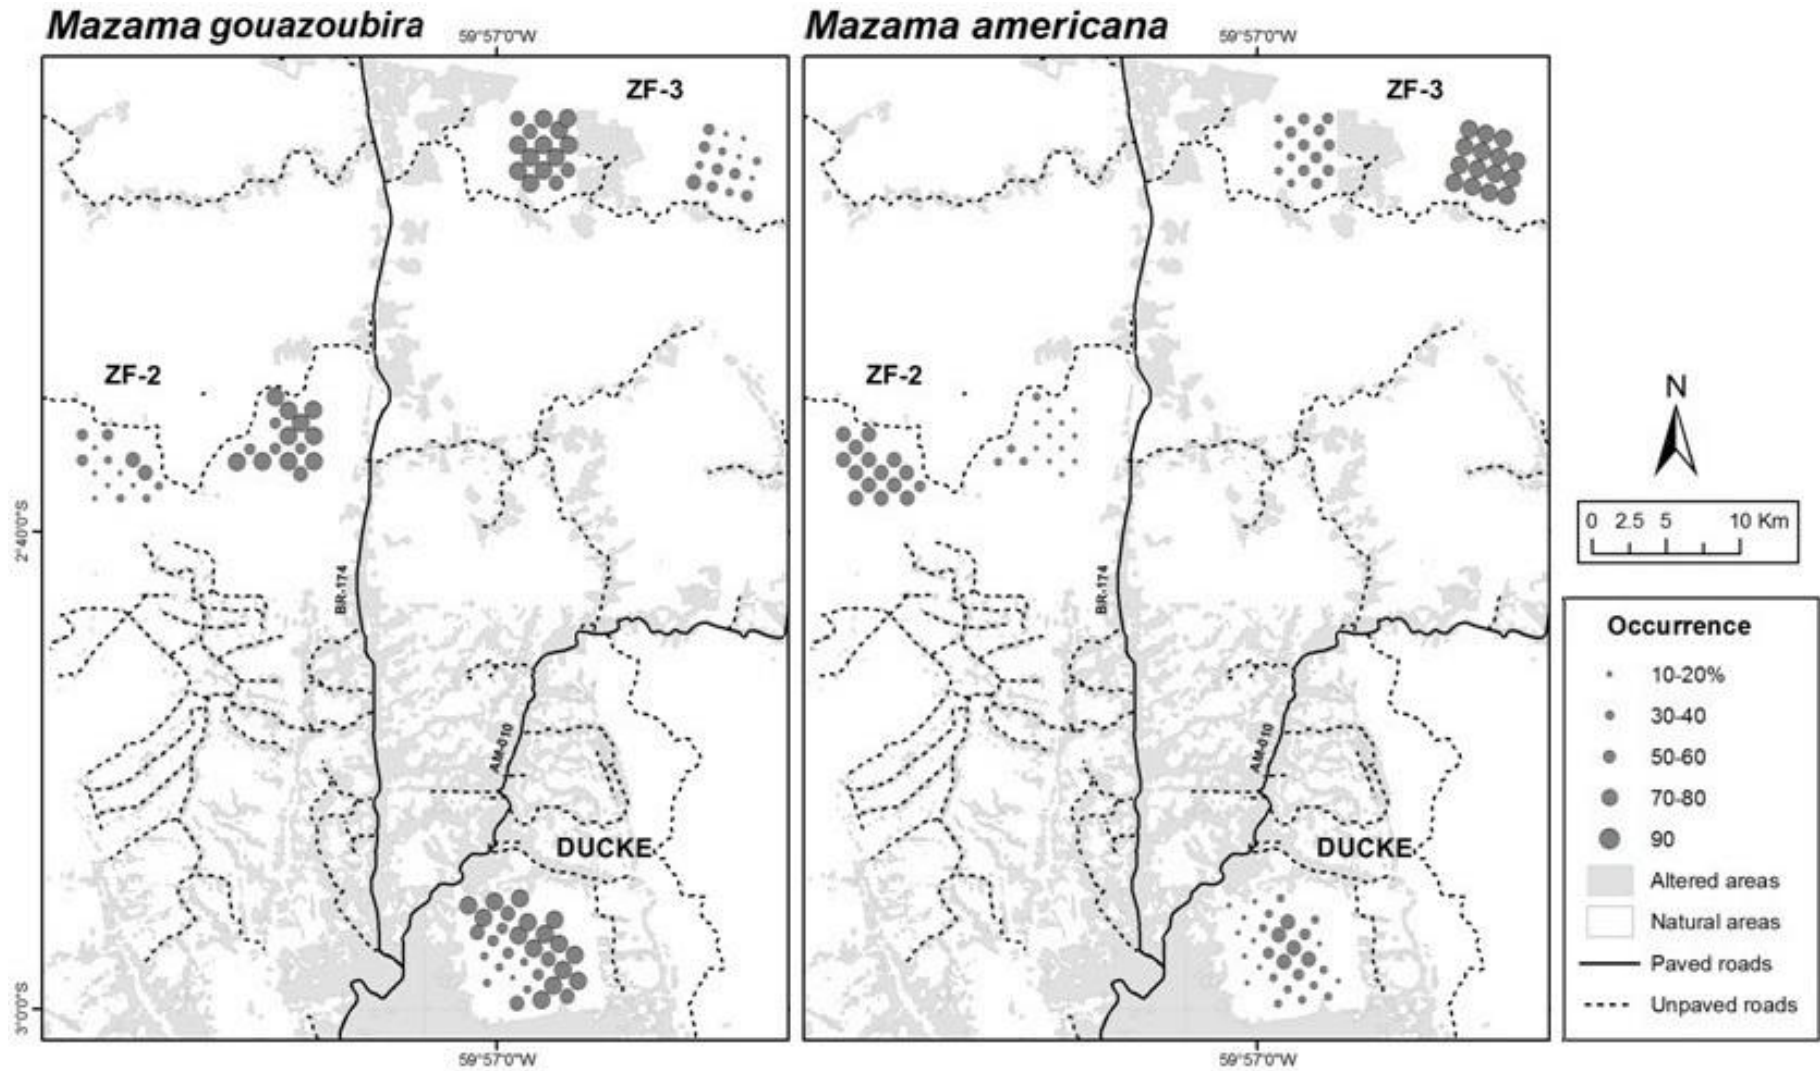 Mazama gouazoubira
59°57'0"W
Mazama americana
59°57'0"W
ZF-3
ZF-3
ZF-2
ZF-2
N
2°40'0"S
0 2.5 5 10 Km
BR-174
BR-174
Occurrence
10-20%
30-40
50-60
70-80
90
Altered areas
Natural areas
Paved roads
Unpaved roads
AM-010
AM-010
DUCKE
DUCKE
3°0'0"S
59°57'0"W
59°57'0"W